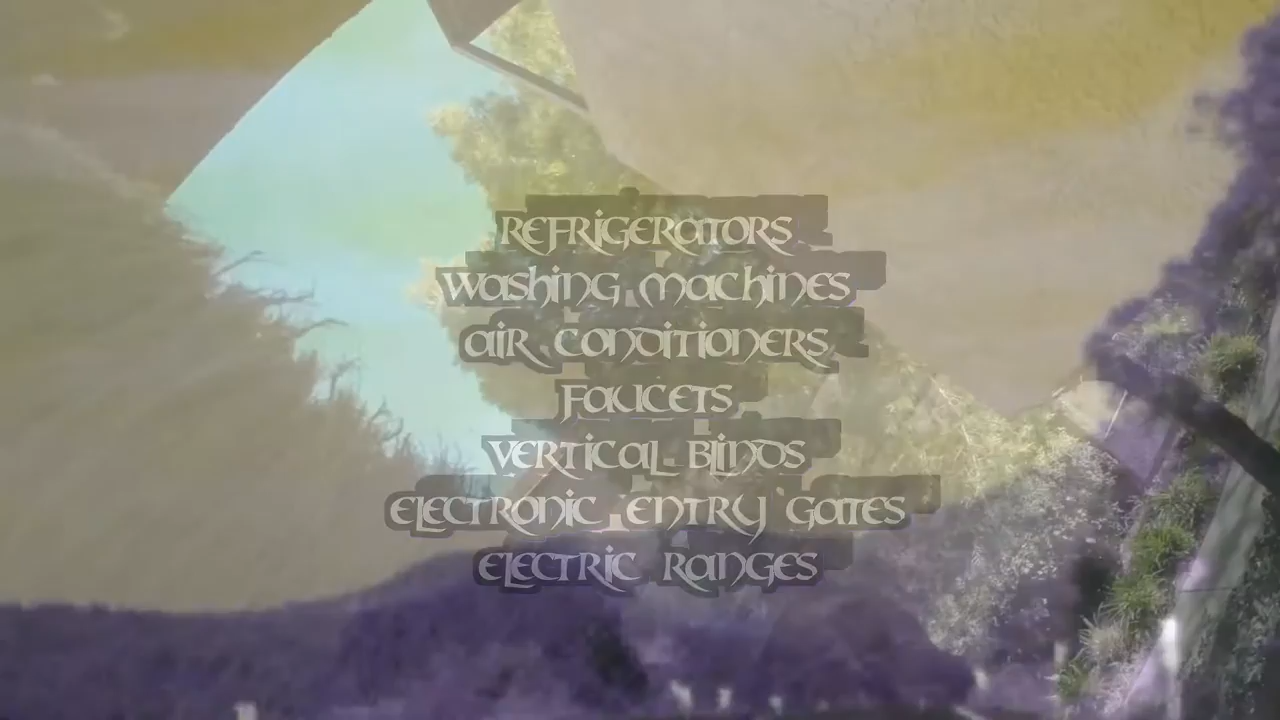 Refrigerators
Washing Machines
Air Conditioners
Faucets
Vertical Blinds
Electronic Entry Gates
Electric Ranges